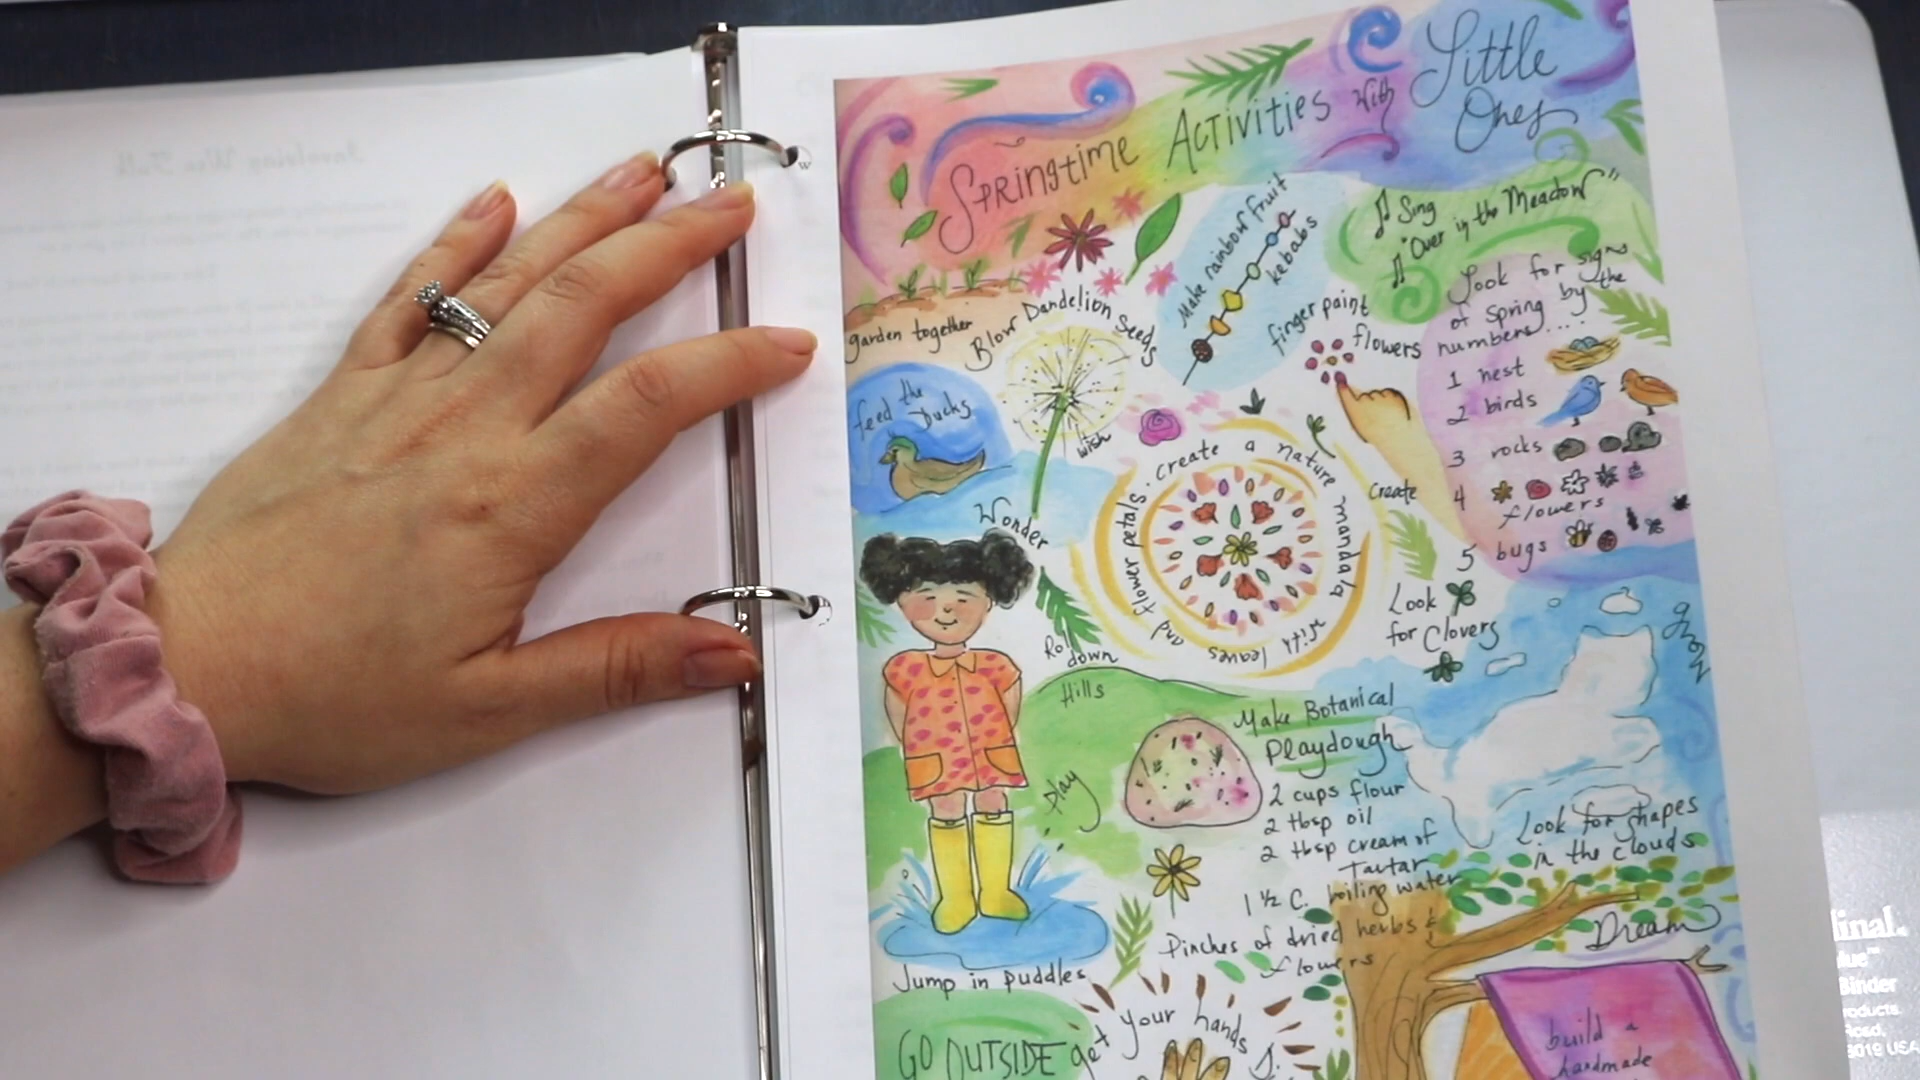 Springtime Activities with Little Ones
Make rainbow fruit kebabs
Sing
"Over in the Meadow"
garden together
Blow Dandelion Seeds
wish
finger paint
flowers
Look for signs
of Spring by the
numbers....
1 nest
2 birds
3 rocks
4 flowers
5 bugs
feed the
Ducks
Wonder
create a nature mandala with leaves and flower petals.
Create
Look
for Clovers
grow
Roll
down
Hills
play
Make Botanical
Playdough
2 cups flour
2 tbsp oil
2 tbsp cream of
Tartar
1 ½ C. boiling water
Pinches of dried herbs &
flowers
Look for shapes
in the clouds
Dream
Jump in puddles
GO OUTSIDE
get your hands
build a
handmade
Binder